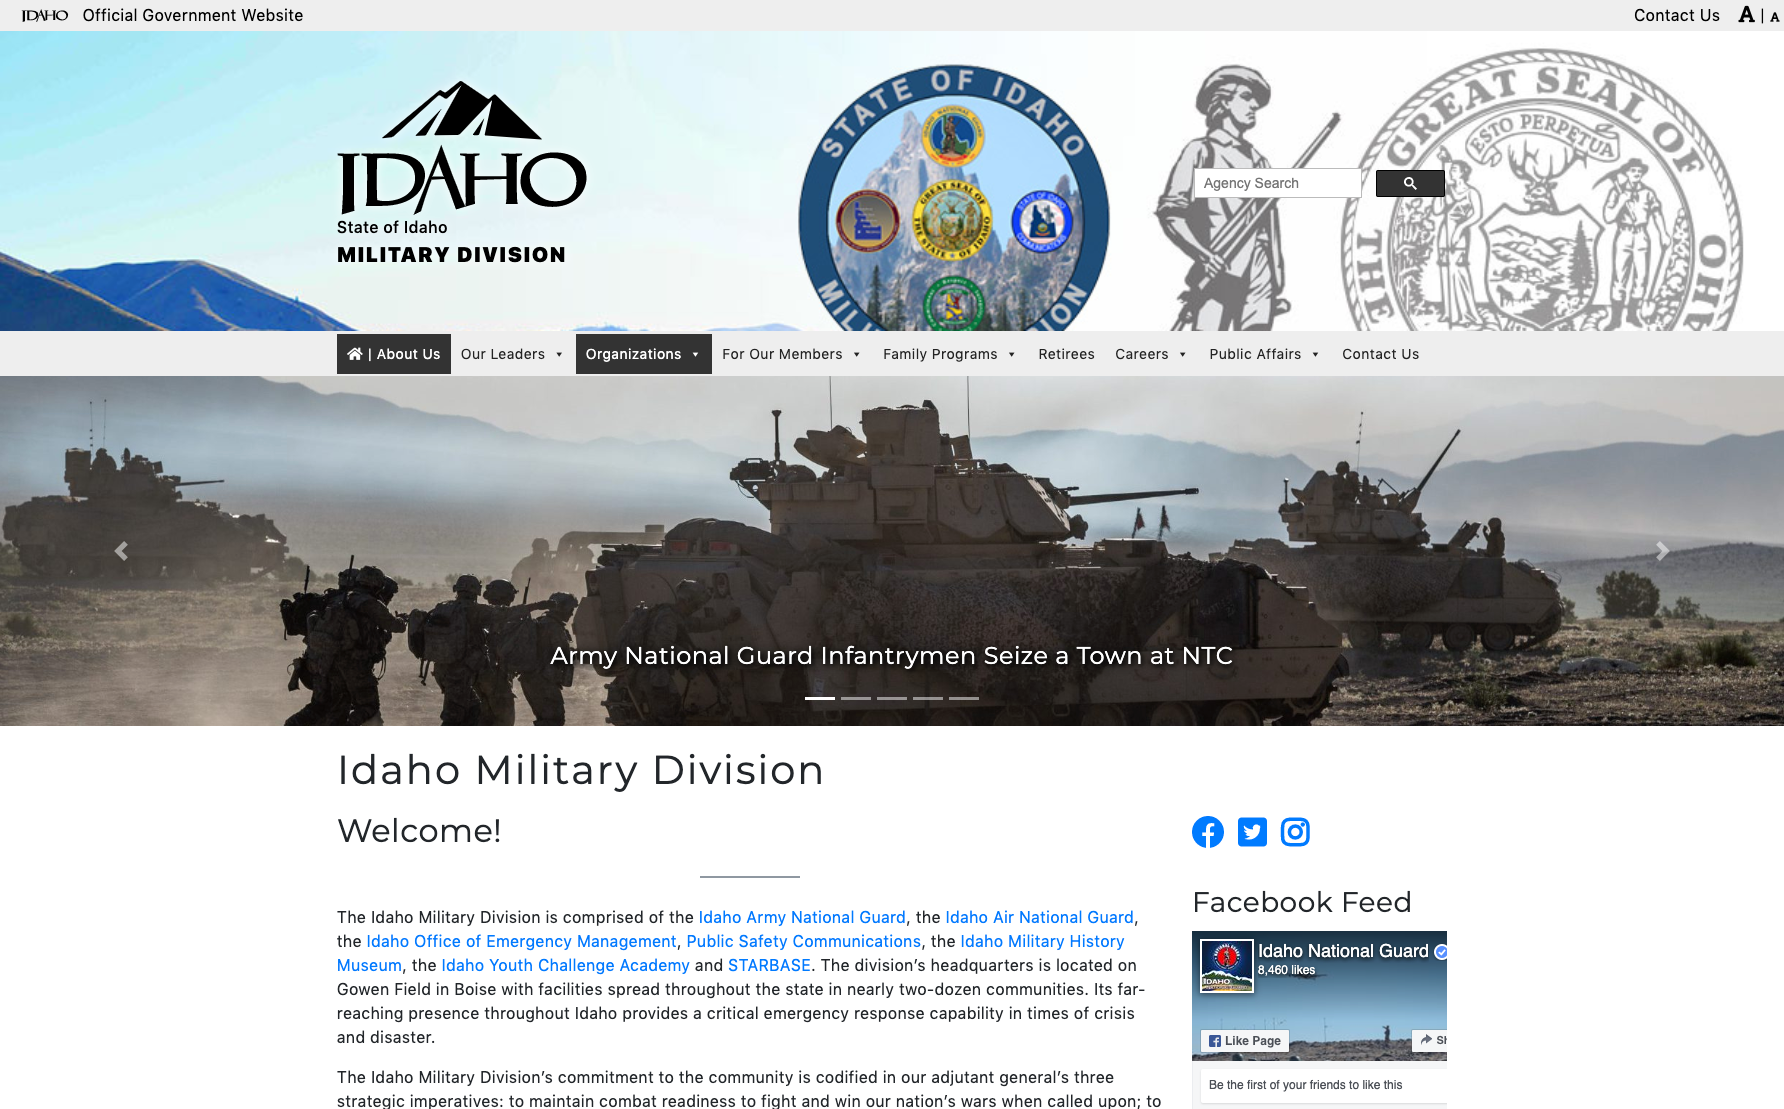 IDAHO Official Government Website
Contact Us A | A
IDAHO
State of Idaho
MILITARY DIVISION
STATE OF IDAHO
GREAT SEAL OF
THE STATE OF IDAHO
THE GREAT SEAL OF
ESTO PERPETUA
Agency Search
| About Us
Our Leaders
Organizations
For Our Members
Family Programs
Retirees
Careers
Public Affairs
Contact Us
Army National Guard Infantrymen Seize a Town at NTC
Idaho Military Division
Welcome!
The Idaho Military Division is comprised of the Idaho Army National Guard, the Idaho Air National Guard,
the Idaho Office of Emergency Management, Public Safety Communications, the Idaho Military History
Museum, the Idaho Youth Challenge Academy and STARBASE. The division’s headquarters is located on
Gowen Field in Boise with facilities spread throughout the state in nearly two-dozen communities. Its far-
reaching presence throughout Idaho provides a critical emergency response capability in times of crisis
and disaster.
The Idaho Military Division’s commitment to the community is codified in our adjutant general’s three
strategic imperatives: to maintain combat readiness to fight and win our nation’s wars when called upon; to
Facebook Feed
Idaho National Guard
8,460 likes
IDAHO
Like Page
Sh
Be the first of your friends to like this